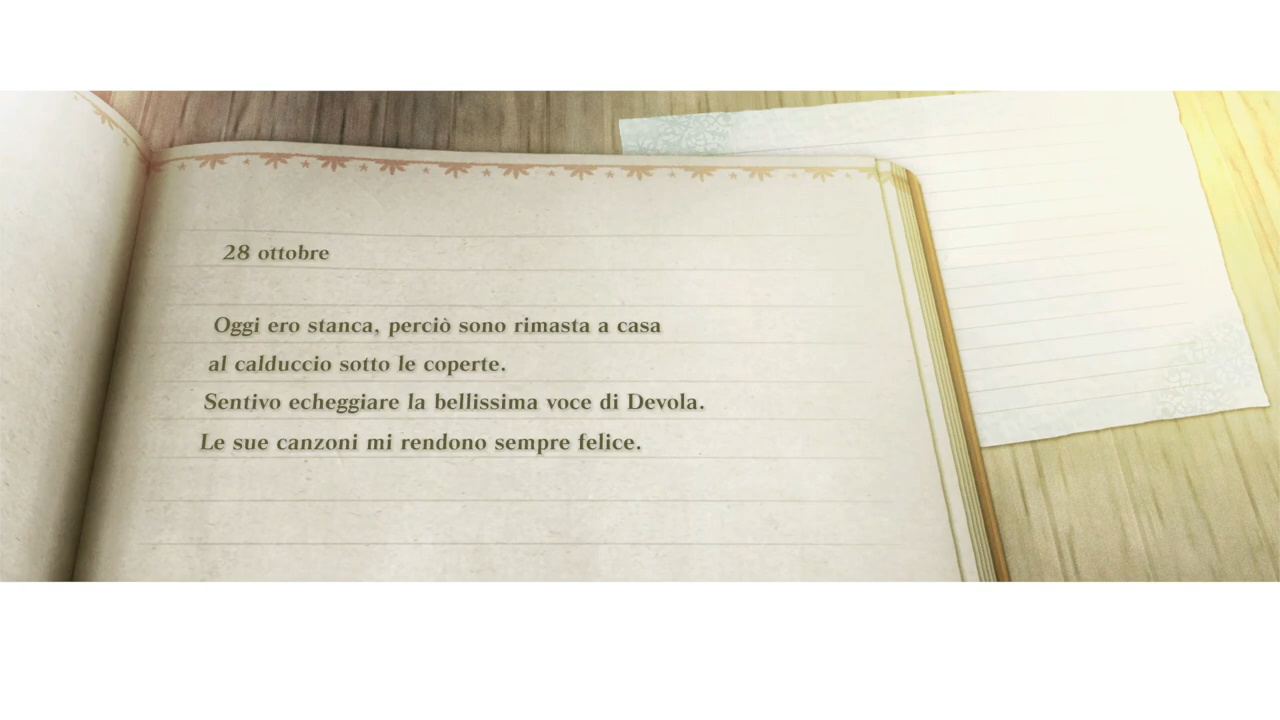 28 ottobre
Oggi ero stanca, perciò sono rimasta a casa
al calduccio sotto le coperte.
Sentivo echeggiare la bellissima voce di Devola.
Le sue canzoni mi rendono sempre felice.